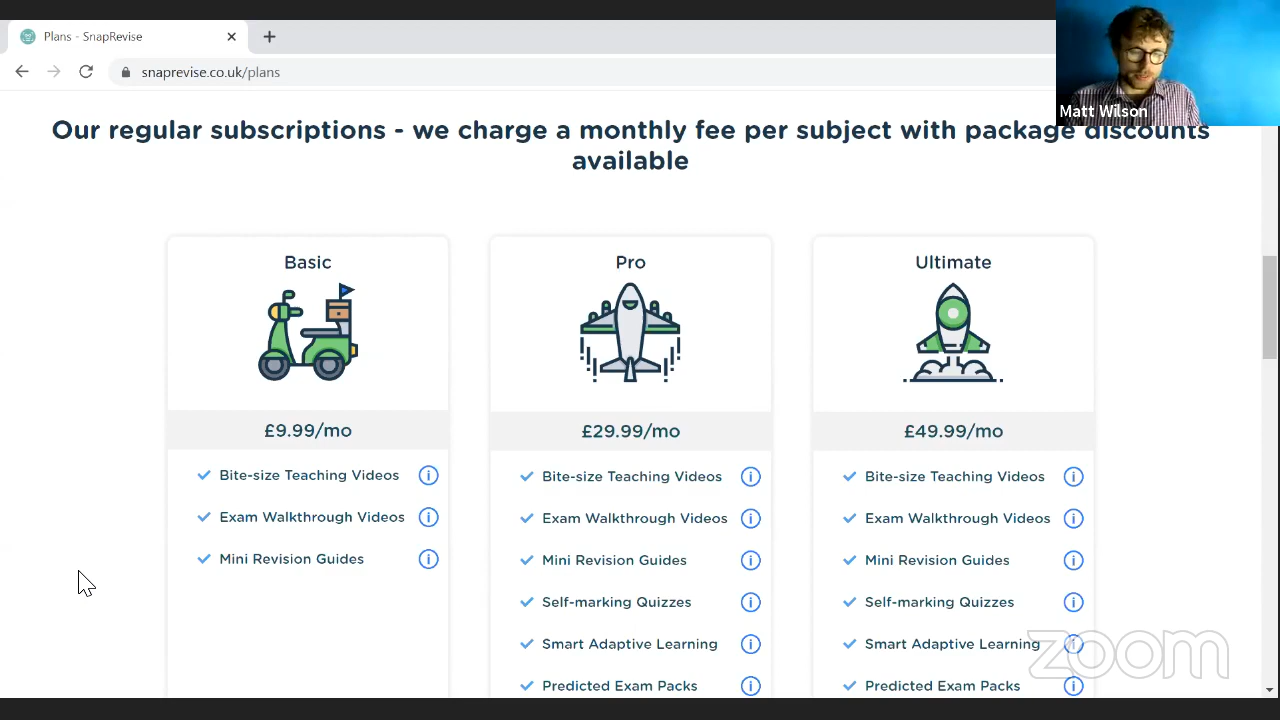 Plans - SnapRevise
snaprevise.co.uk/plans
Matt Wilson
Our regular subscriptions - we charge a monthly fee per subject with package discounts
available
Basic
Pro
Ultimate
£9.99/mo
£29.99/mo
£49.99/mo
Bite-size Teaching Videos
Bite-size Teaching Videos
Bite-size Teaching Videos
Exam Walkthrough Videos
Exam Walkthrough Videos
Exam Walkthrough Videos
Mini Revision Guides
Mini Revision Guides
Mini Revision Guides
Self-marking Quizzes
Self-marking Quizzes
Smart Adaptive Learning
Smart Adaptive Learning
Predicted Exam Packs
Predicted Exam Packs
zoom